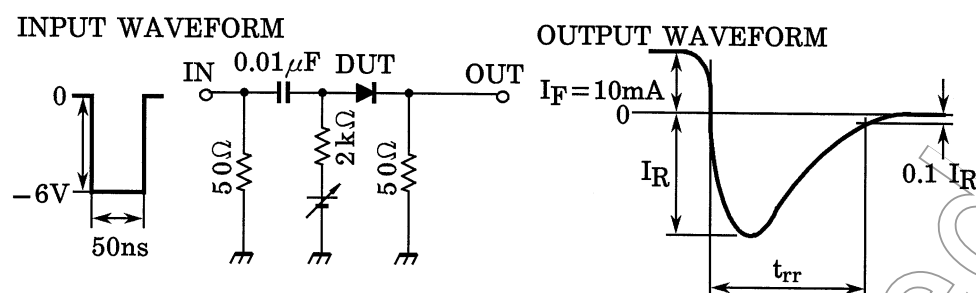 INPUT WAVEFORM
0
−6V
50ns
IN
0.01μF
DUT
OUT
50Ω
2kΩ
50Ω
OUTPUT WAVEFORM
IF=10mA
0
IR
0.1 IR
trr